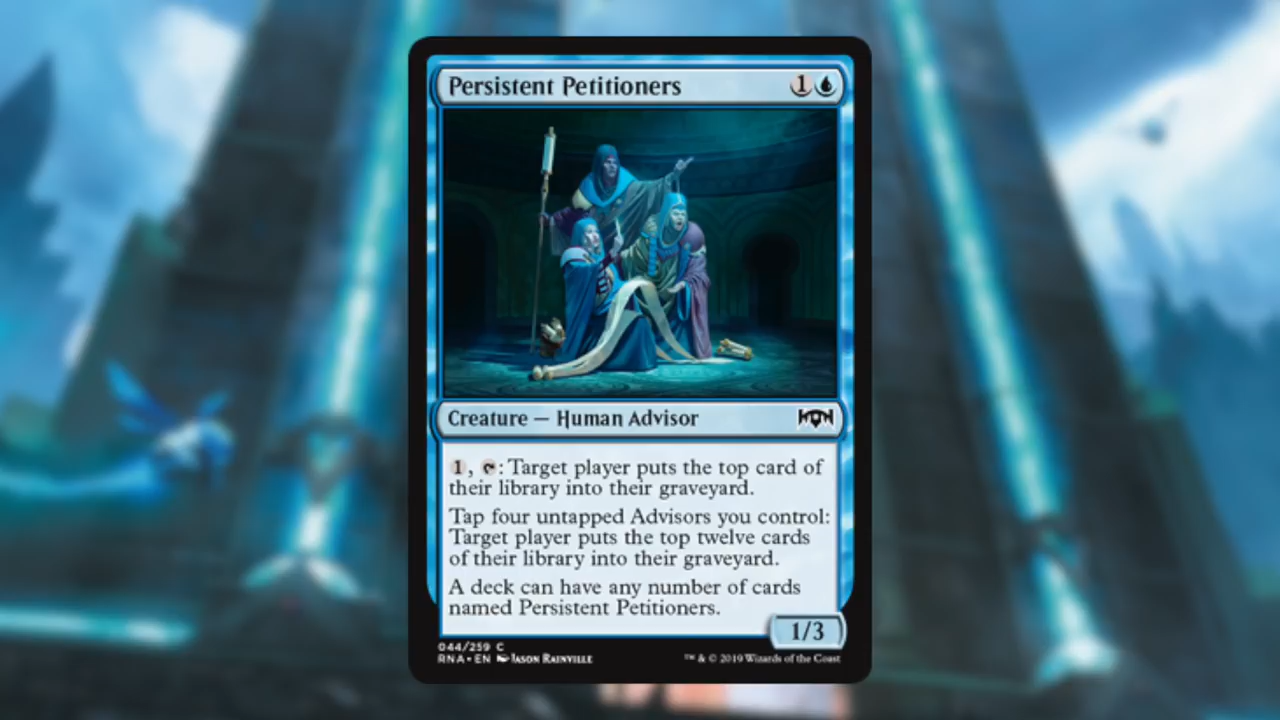 Persistent Petitioners 1
Creature — Human Advisor
1, : Target player puts the top card of
their library into their graveyard.
Tap four untapped Advisors you control:
Target player puts the top twelve cards
of their library into their graveyard.
A deck can have any number of cards
named Persistent Petitioners.
1/3
044/259 C
RNA • EN Jason Rainville ™ & © 2019 Wizards of the Coast